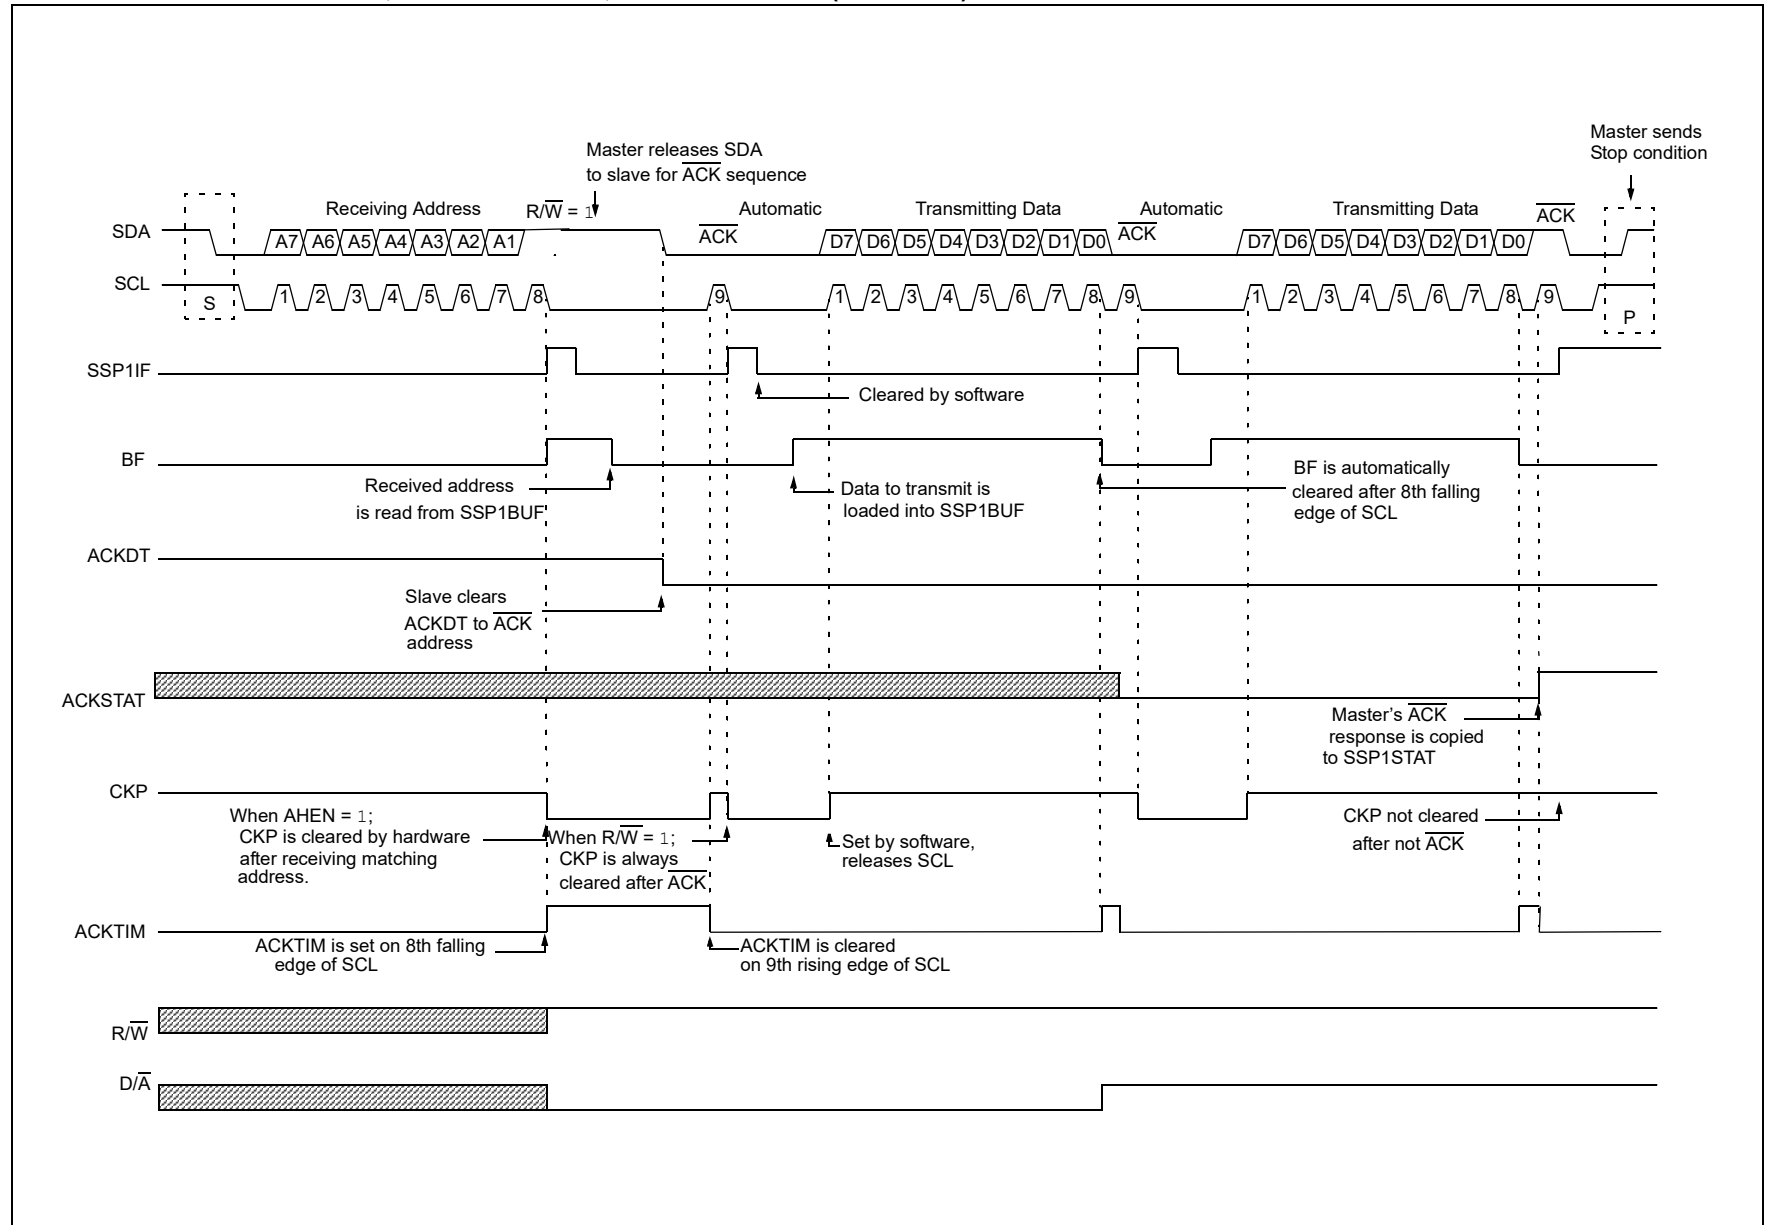 Master sends
Stop condition
Master releases SDA
to slave for A̅C̅K̅ sequence
Receiving Address
R/W̅ = 1
Automatic
Transmitting Data
Automatic
Transmitting Data
A̅C̅K̅
SDA
A7 A6 A5 A4 A3 A2 A1
A̅C̅K̅
D7 D6 D5 D4 D3 D2 D1 D0
A̅C̅K̅
D7 D6 D5 D4 D3 D2 D1 D0
SCL
S
1 2 3 4 5 6 7 8
9
1 2 3 4 5 6 7 8 9
1 2 3 4 5 6 7 8 9
P
SSP1IF
Cleared by software
BF
Received address
is read from SSP1BUF
Data to transmit is
loaded into SSP1BUF
BF is automatically
cleared after 8th falling
edge of SCL
ACKDT
Slave clears
ACKDT to A̅C̅K̅
address
ACKSTAT
Master’s A̅C̅K̅
response is copied
to SSP1STAT
CKP
When AHEN = 1;
CKP is cleared by hardware
after receiving matching
address.
When R/W̅ = 1;
CKP is always
cleared after A̅C̅K̅
Set by software,
releases SCL
CKP not cleared
after not A̅C̅K̅
ACKTIM
ACKTIM is set on 8th falling
edge of SCL
ACKTIM is cleared
on 9th rising edge of SCL
R/W̅
D/A̅